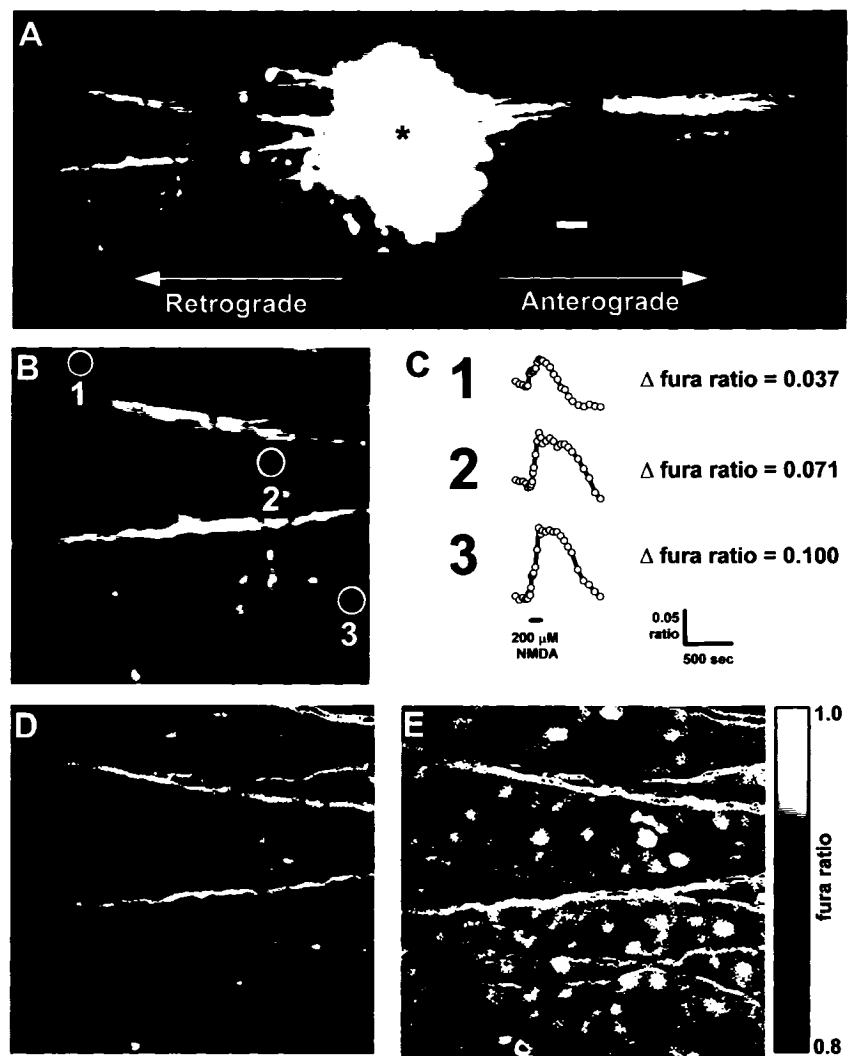 A
*
Retrograde
Anterograde
B
1
2
3
C
1
Δ fura ratio = 0.037
2
Δ fura ratio = 0.071
3
Δ fura ratio = 0.100
200 µM
NMDA
0.05
ratio
500 sec
D
E
1.0
fura ratio
0.8